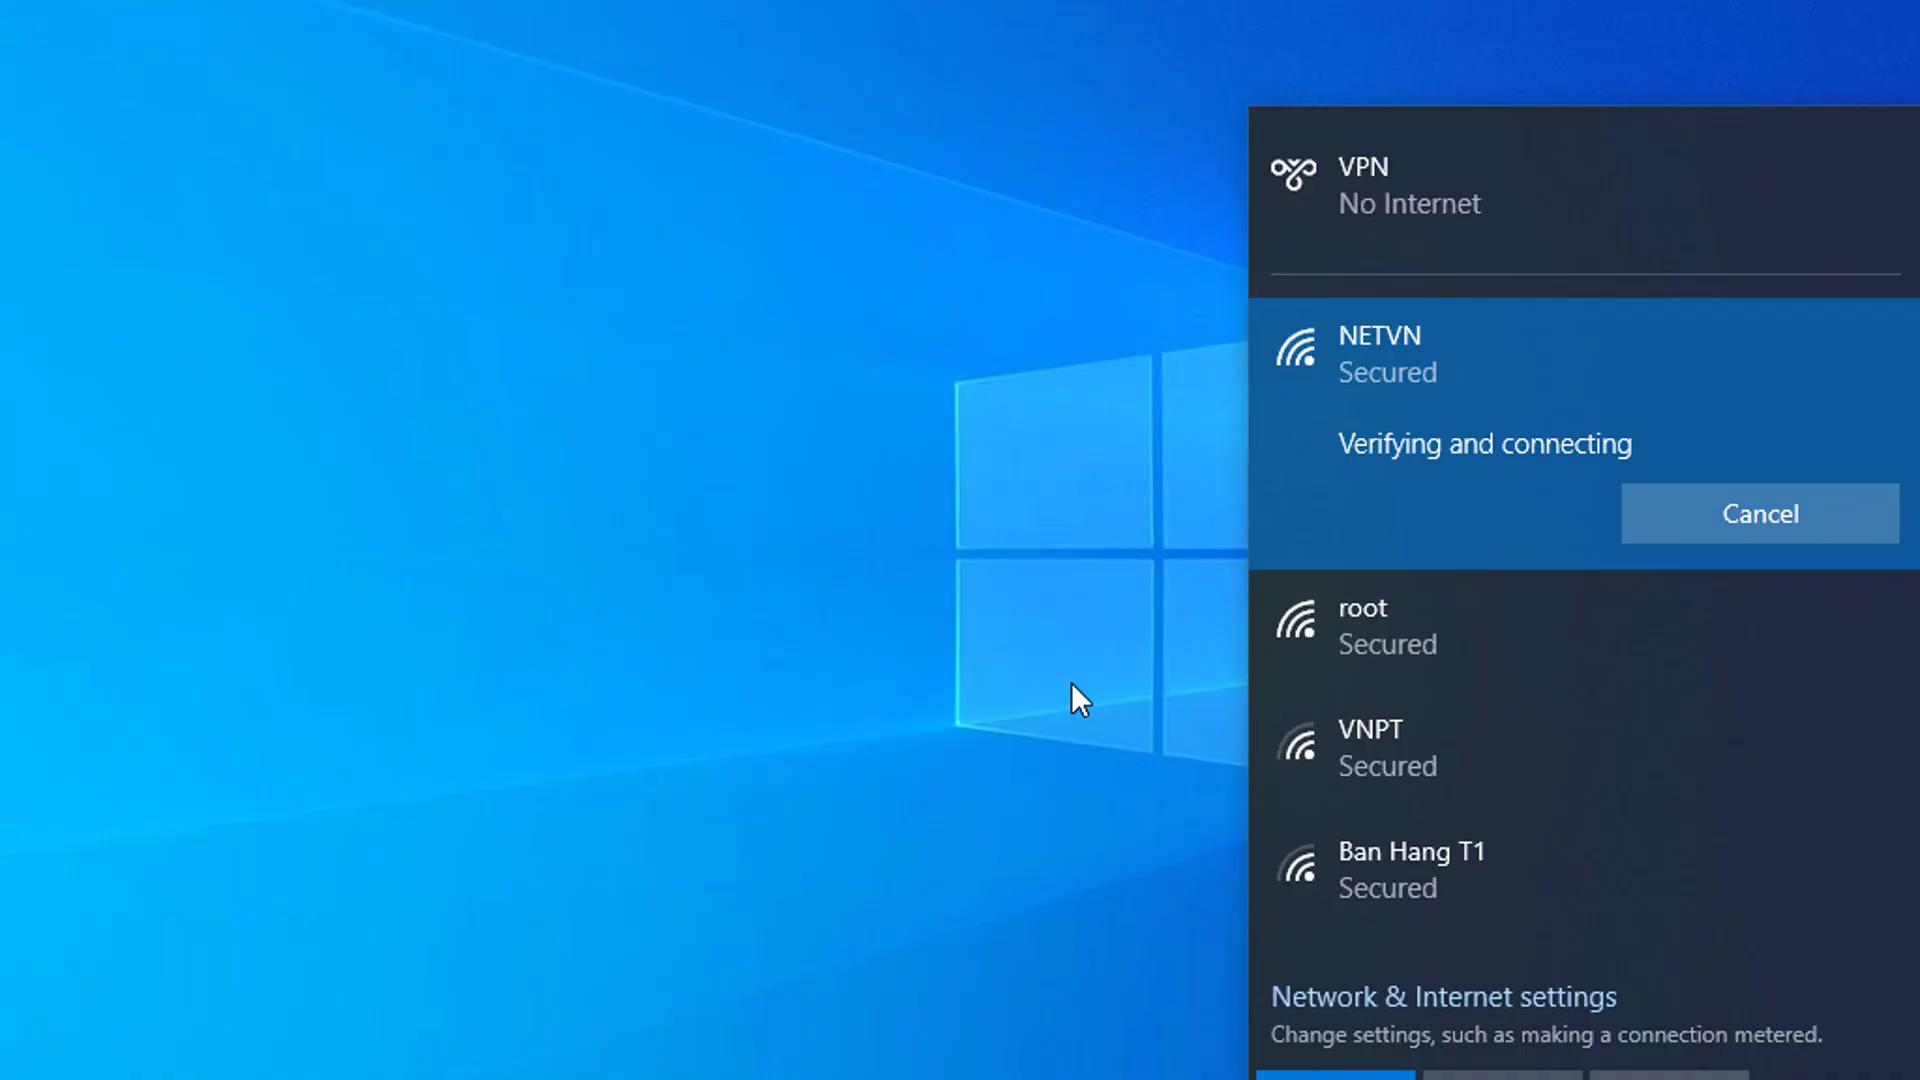 VPN
No Internet
NETVN
Secured
Verifying and connecting
Cancel
root
Secured
VNPT
Secured
Ban Hang T1
Secured
Network & Internet settings
Change settings, such as making a connection metered.